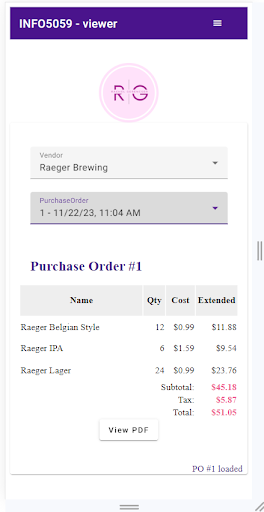 INFO5059 - viewer
R G
Vendor
Raeger Brewing
PurchaseOrder
1 - 11/22/23, 11:04 AM
Purchase Order #1
Name Qty Cost Extended
Raeger Belgian Style 12 $0.99 $11.88
Raeger IPA 6 $1.59 $9.54
Raeger Lager 24 $0.99 $23.76
Subtotal: $45.18
Tax: $5.87
Total: $51.05
View PDF
PO #1 loaded